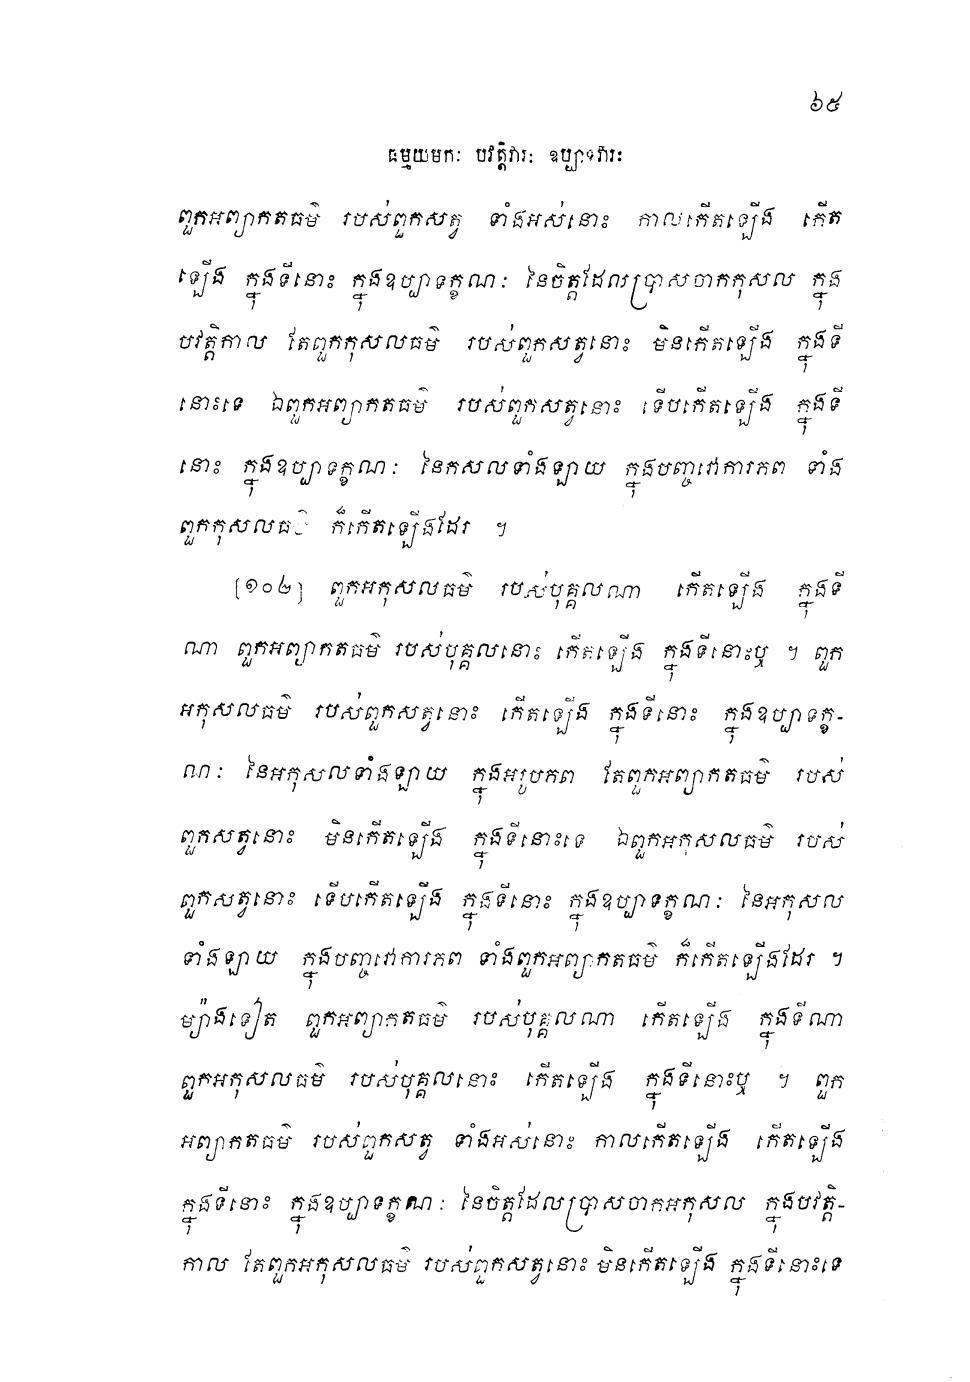 ៦៥
ធម្មយមកៈ បវត្តិវារៈ ឧប្បាទវារៈ
ពួកអព្យាកតធម៌ របស់ពួកសត្វ ទាំងអស់នោះ កាលកើតឡើង កើត
ឡើង ក្នុងទីនោះ ក្នុងឧប្បាទក្ខណៈ នៃចិត្តដែលប្រាសចាកកុសល ក្នុង
បវត្តិកាល តែពួកកុសលធម៌ របស់ពួកសត្វនោះ មិនកើតឡើង ក្នុងទី
នោះទេ ឯពួកអព្យាកតធម៌ របស់ពួកសត្វនោះ ទើបកើតឡើង ក្នុងទី
នោះ ក្នុងឧប្បាទក្ខណៈ នៃកសលទាំងឡាយ ក្នុងបញ្ចវោការភព ទាំង
ពួកកុសលធម៌ ក៏កើតឡើងដែរ ។
[១០៤] ពួកអកុសលធម៌ របស់បុគ្គលណា កើតឡើង ក្នុងទី
ណា ពួកអព្យាកតធម៌ របស់បុគ្គលនោះ កើតឡើង ក្នុងទីនោះឬ ។ ពួក
អកុសលធម៌ របស់ពួកសត្វនោះ កើតឡើង ក្នុងទីនោះ ក្នុងឧប្បាទក្ខ-
ណៈ នៃអកុសលទាំងឡាយ ក្នុងអរូបភព តែពួកអព្យាកតធម៌ របស់
ពួកសត្វនោះ មិនកើតឡើង ក្នុងទីនោះទេ ឯពួកអកុសលធម៌ របស់
ពួកសត្វនោះ ទើបកើតឡើង ក្នុងទីនោះ ក្នុងឧប្បាទក្ខណៈ នៃអកុសល
ទាំងឡាយ ក្នុងបញ្ចវោការភព ទាំងពួកអព្យាកតធម៌ ក៏កើតឡើងដែរ ។
ម្យ៉ាងទៀត ពួកអព្យាកតធម៌ របស់បុគ្គលណា កើតឡើង ក្នុងទីណា
ពួកអកុសលធម៌ របស់បុគ្គលនោះ កើតឡើង ក្នុងទីនោះឬ ។ ពួក
អព្យាកតធម៌ របស់ពួកសត្វ ទាំងអស់នោះ កាលកើតឡើង កើតឡើង
ក្នុងទីនោះ ក្នុងឧប្បាទក្ខណៈ នៃចិត្តដែលប្រាសចាកអកុសល ក្នុងបវត្តិ-
កាល តែពួកអកុសលធម៌ របស់ពួកសត្វនោះ មិនកើតឡើង ក្នុងទីនោះទេ